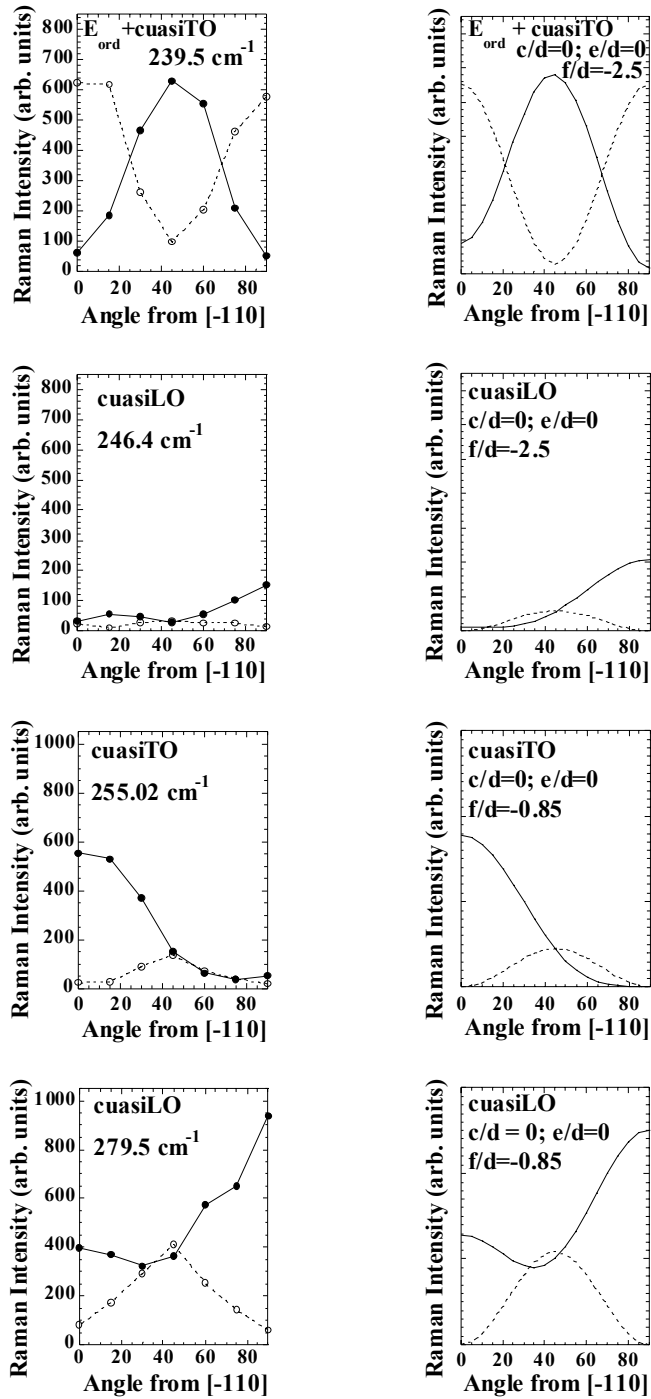 E_ord+cuasiTO
239.5 cm^-1
Raman Intensity (arb. units)
800
700
600
500
400
300
200
100
0
0 20 40 60 80
Angle from [-110]
E_ord + cuasiTO
c/d=0; e/d=0
f/d=-2.5
Raman Intensity (arb. units)
0 20 40 60 80
Angle from [-110]
cuasiLO
246.4 cm^-1
Raman Intensity (arb. units)
800
700
600
500
400
300
200
100
0
0 20 40 60 80
Angle from [-110]
cuasiLO
c/d=0; e/d=0
f/d=-2.5
Raman Intensity (arb. units)
0 20 40 60 80
Angle from [-110]
cuasiTO
255.02 cm^-1
Raman Intensity (arb. units)
1000
800
600
400
200
0
0 20 40 60 80
Angle from [-110]
cuasiTO
c/d=0; e/d=0
f/d=-0.85
Raman Intensity (arb. units)
0 20 40 60 80
Angle from [-110]
cuasiLO
279.5 cm^-1
Raman Intensity (arb. units)
1000
800
600
400
200
0
0 20 40 60 80
Angle from [-110]
cuasiLO
c/d = 0; e/d=0
f/d=-0.85
Raman Intensity (arb. units)
0 20 40 60 80
Angle from [-110]